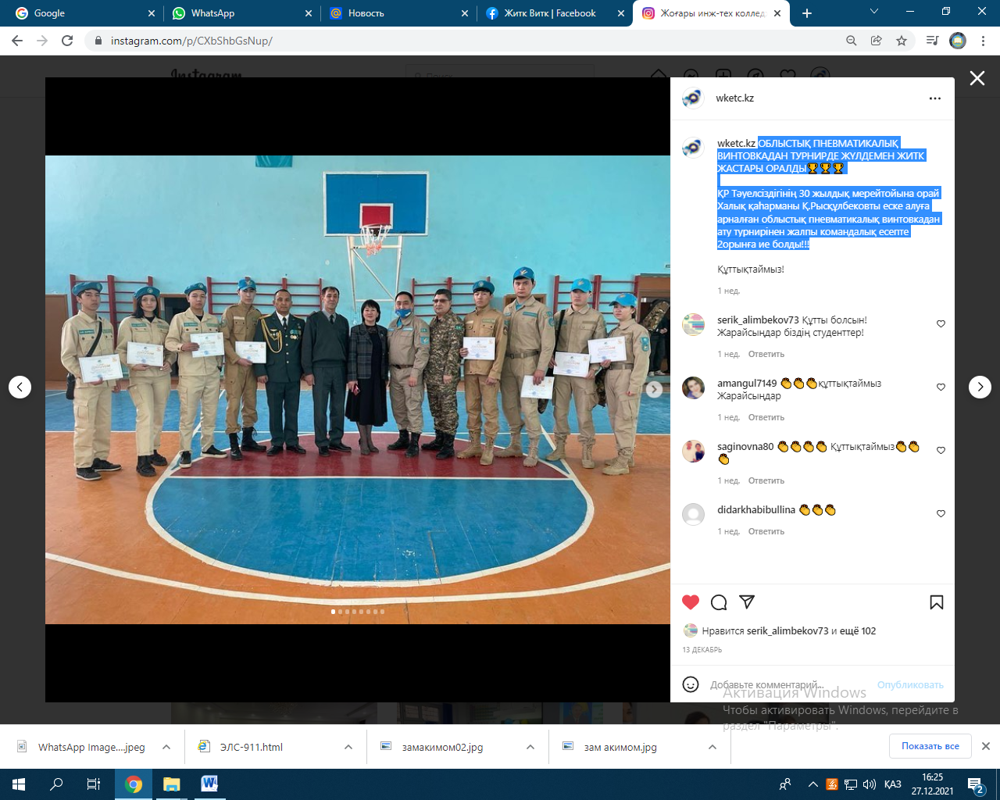 Google
WhatsApp
Новость
Житк Витк | Facebook
Жоғары инж-тех коллед
instagram.com/p/CXbShbGsNup/
Instagram
Поиск
wketc.kz
wketc.kz ОБЛЫСТЫҚ ПНЕВМАТИКАЛЫҚ
ВИНТОВКАДАН ТУРНИРДЕ ЖҮЛДЕМЕН ЖИТК
ЖАСТАРЫ ОРАЛДЫ🏆🏆🏆
ҚР Тәуелсіздігінің 30 жылдық мерейтойына орай
Халық қаһарманы Қ.Рысқұлбековты еске алуға
арналған облыстық пневматикалық винтовкадан
ату турнирінен жалпы командалық есепте
2орынға ие болды!!!
Құттықтаймыз!
1 нед.
serik_alimbekov73 Құтты болсын!
Жарайсыңдар біздің студенттер!
1 нед. Ответить
amangul7149 👏👏👏құттықтаймыз
Жарайсыңдар
1 нед. Ответить
saginovna80 👏👏👏👏 Құттықтаймыз👏👏
👏
1 нед. Ответить
didarkhabibullina 👏👏👏
1 нед. Ответить
Нравится serik_alimbekov73 и ещё 102
13 ДЕКАБРЬ
Добавьте комментарий...
Опубликовать
Активация Windows
Чтобы активировать Windows, перейдите в
раздел "Параметры".
WhatsApp Image....jpeg
ЭЛС-911.html
замакимом02.jpg
зам акимом.jpg
Показать все
ҚАЗ
16:25
27.12.2021
2